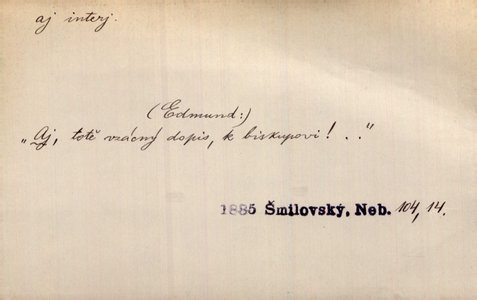 aj interj.
(Edmund:)
„Aj, totě vzácný dopis, k biskupovi! . ."
1885 Šmilovský, Neb. 104, 14.